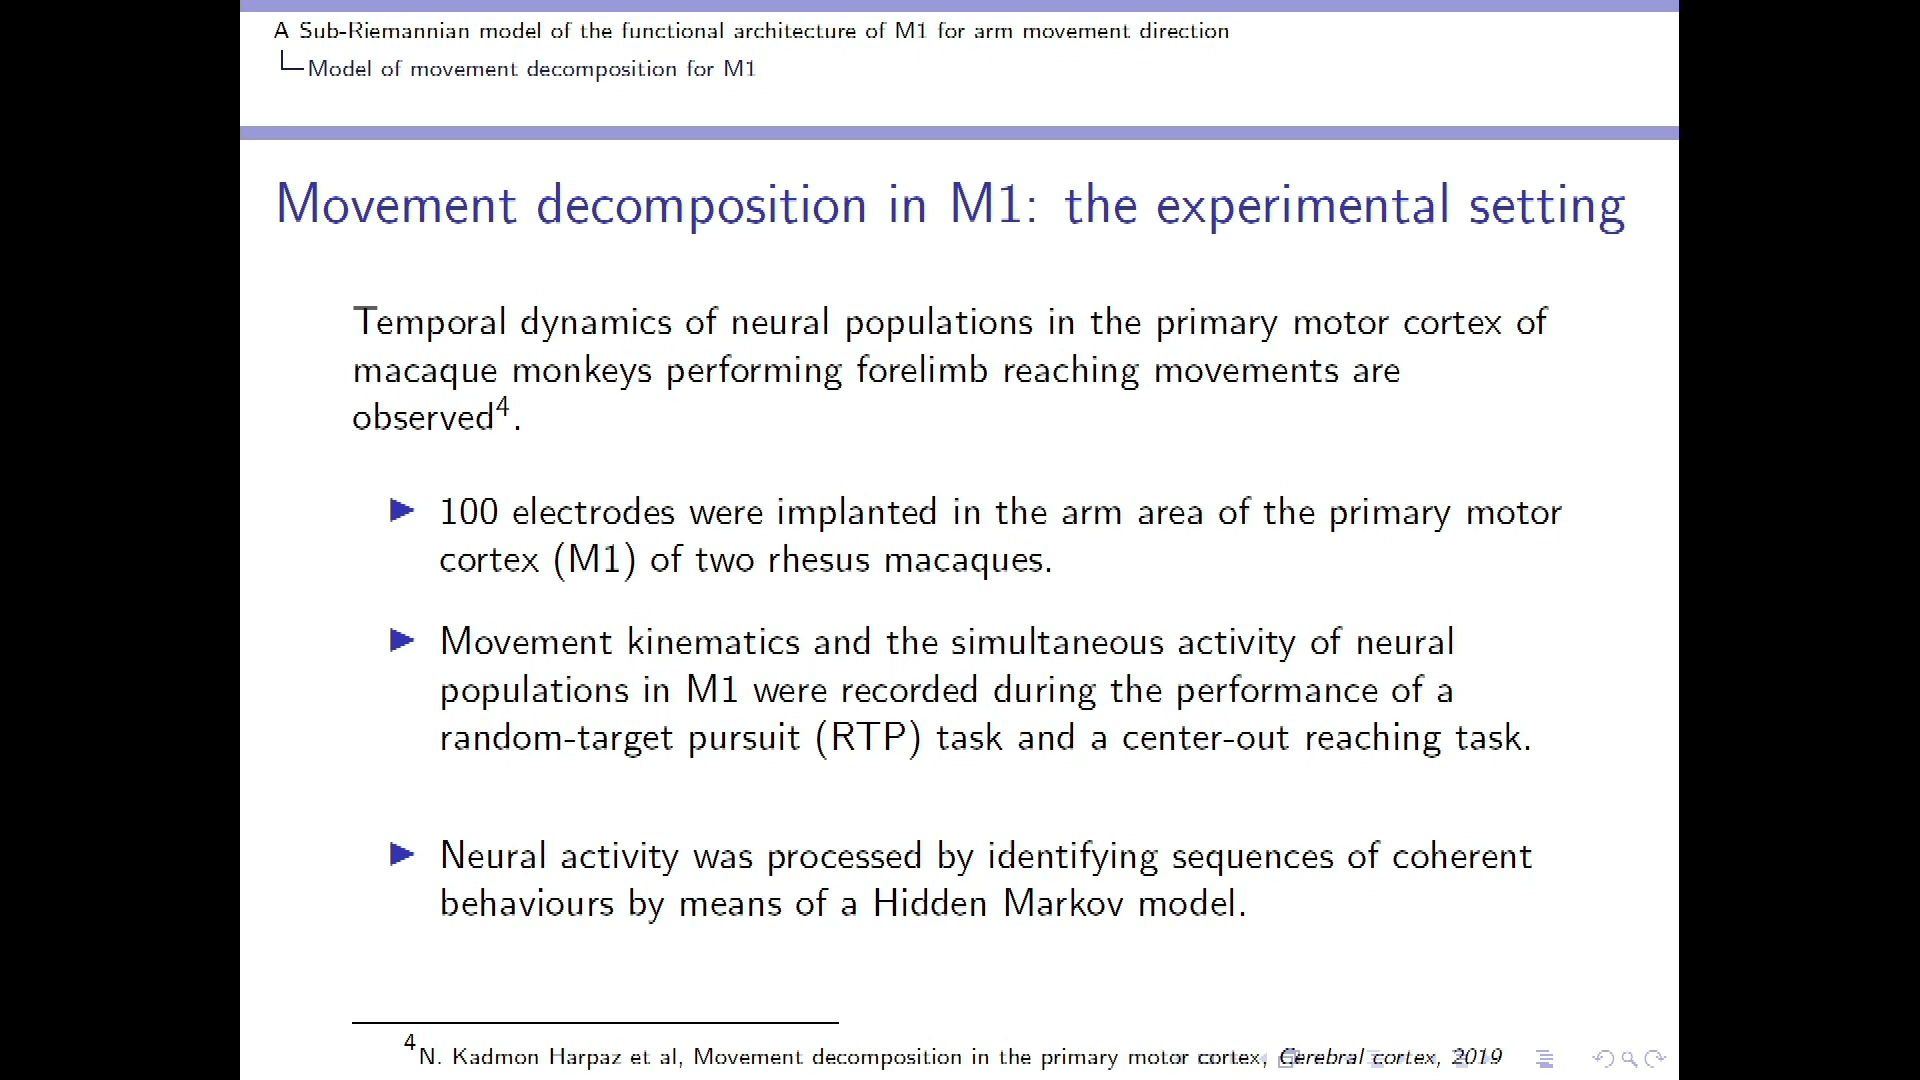 A Sub-Riemannian model of the functional architecture of M1 for arm movement direction
Model of movement decomposition for M1
Movement decomposition in M1: the experimental setting
Temporal dynamics of neural populations in the primary motor cortex of
macaque monkeys performing forelimb reaching movements are
observed⁴.
▶ 100 electrodes were implanted in the arm area of the primary motor
cortex (M1) of two rhesus macaques.
▶ Movement kinematics and the simultaneous activity of neural
populations in M1 were recorded during the performance of a
random-target pursuit (RTP) task and a center-out reaching task.
▶ Neural activity was processed by identifying sequences of coherent
behaviours by means of a Hidden Markov model.
⁴N. Kadmon Harpaz et al, Movement decomposition in the primary motor cortex, Cerebral cortex, 2019